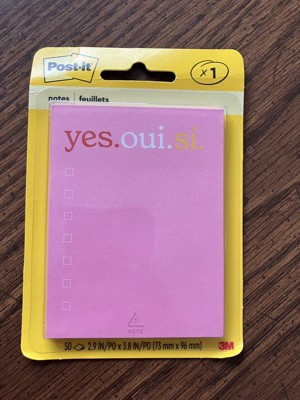 Post-it
x1
notes | feuillets
yes.oui.si.
50 2.9 IN/PO x 3.8 IN/PO (73 mm x 96 mm)
3M